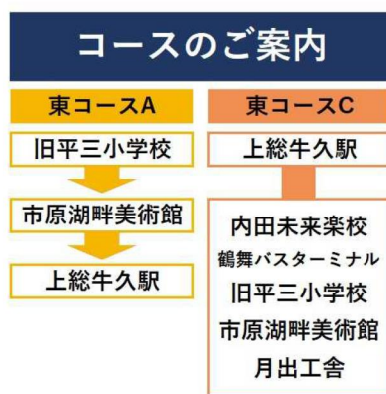 コースのご案内
東コースA
旧平三小学校
市原湖畔美術館
上総牛久駅
東コースC
上総牛久駅
内田未来楽校
鶴舞バスターミナル
旧平三小学校
市原湖畔美術館
月出工舎